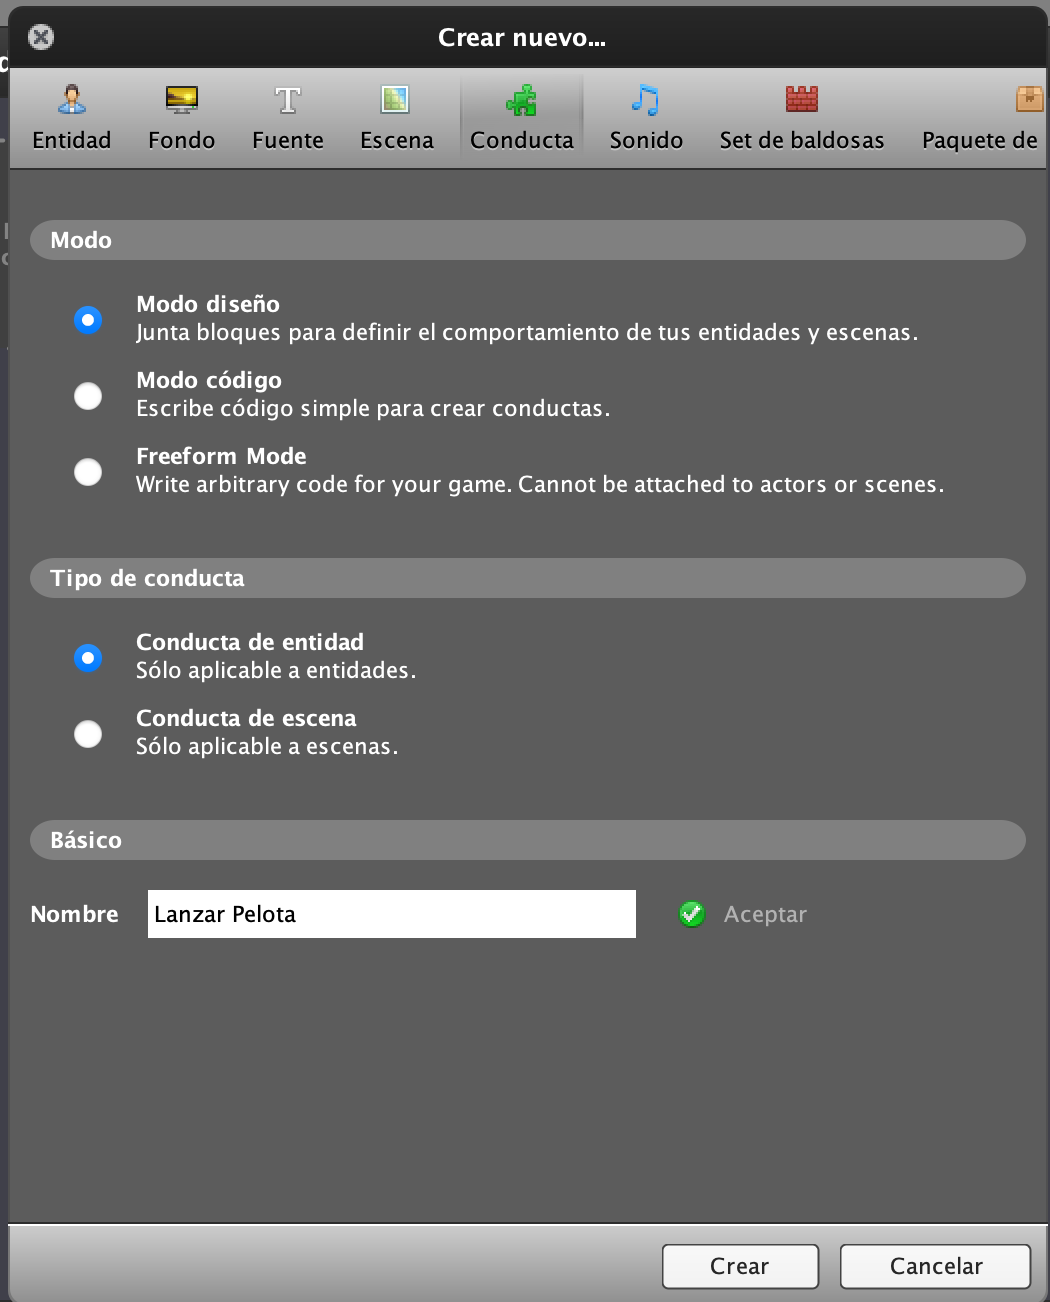 Crear nuevo...
Entidad Fondo Fuente Escena Conducta Sonido Set de baldosas Paquete de
Modo
Modo diseño
Junta bloques para definir el comportamiento de tus entidades y escenas.
Modo código
Escribe código simple para crear conductas.
Freeform Mode
Write arbitrary code for your game. Cannot be attached to actors or scenes.
Tipo de conducta
Conducta de entidad
Sólo aplicable a entidades.
Conducta de escena
Sólo aplicable a escenas.
Básico
Nombre Lanzar Pelota Aceptar
Crear Cancelar